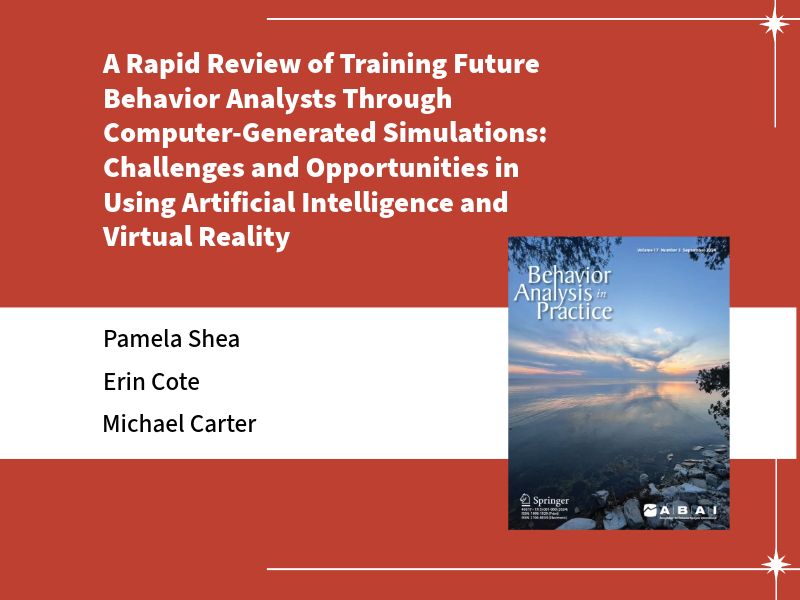 A Rapid Review of Training Future
Behavior Analysts Through
Computer-Generated Simulations:
Challenges and Opportunities in
Using Artificial Intelligence and
Virtual Reality
Pamela Shea
Erin Cote
Michael Carter
Behavior
Analysis in
Practice
Springer
ABAI